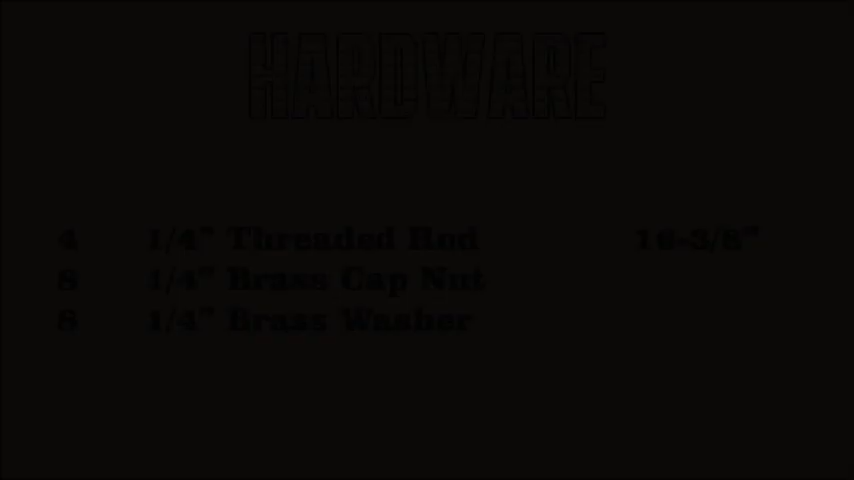 HARDWARE
4 1/4" Threaded Rod 16-3/8"
8 1/4" Brass Cap Nut
8 1/4" Brass Washer